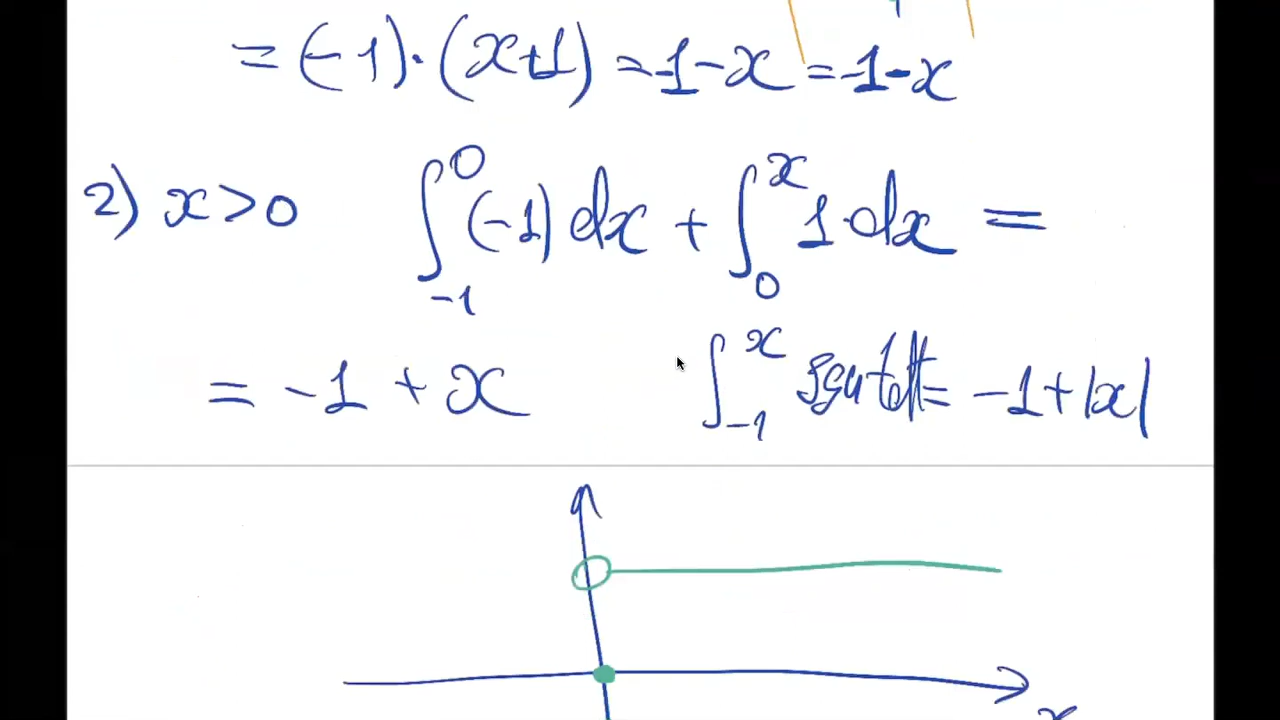 = (-1)·(x+1) = -1-x = -1-x
2) x>0 ∫_{-1}^{0} (-1) dx + ∫_{0}^{x} 1·dx =
= -1 + x ∫_{-1}^{x} sgn t dt = -1+|x|
x